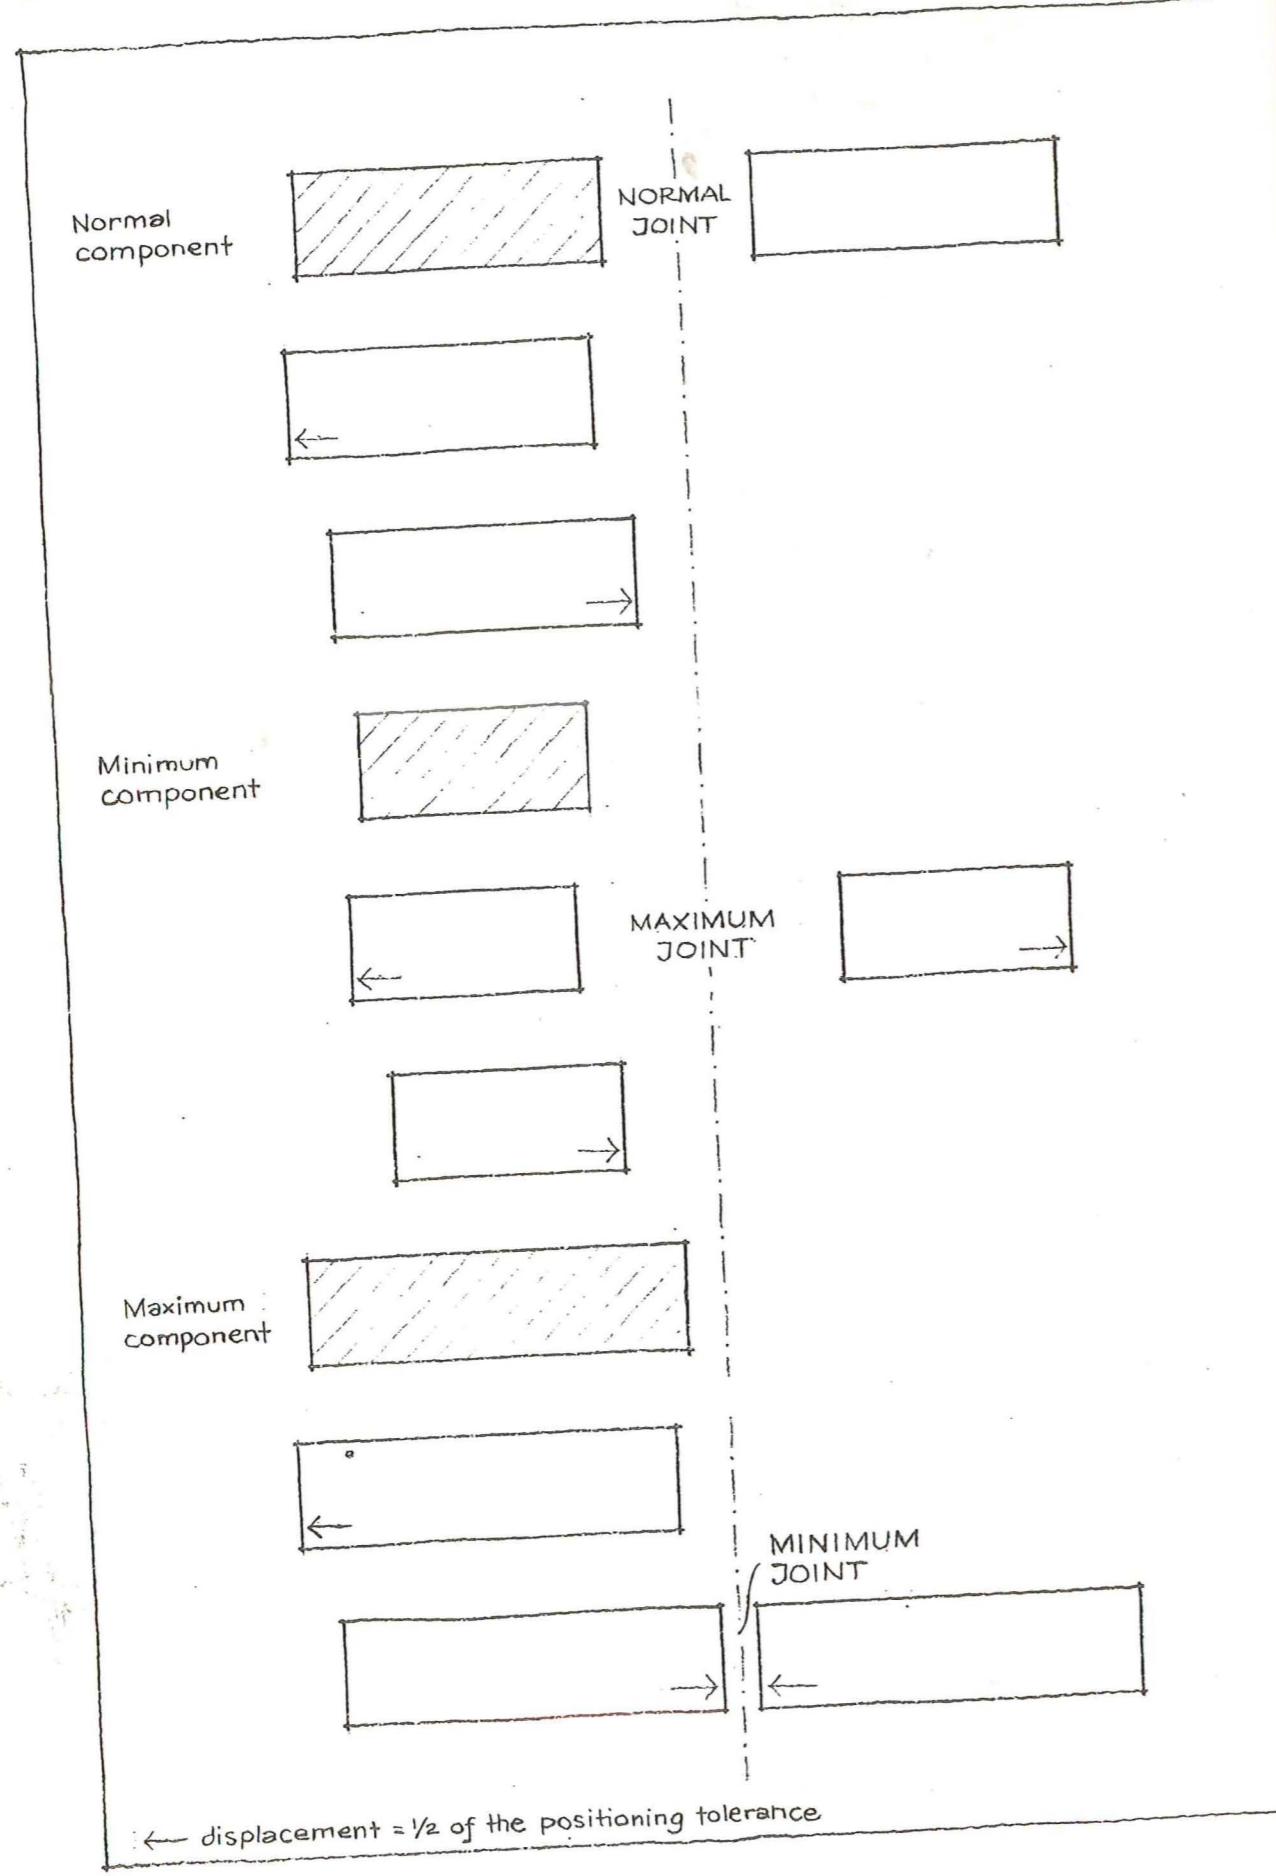 Normal
component
NORMAL
JOINT
Minimum
component
MAXIMUM
JOINT
Maximum
component
MINIMUM
JOINT
← displacement = 1/2 of the positioning tolerance